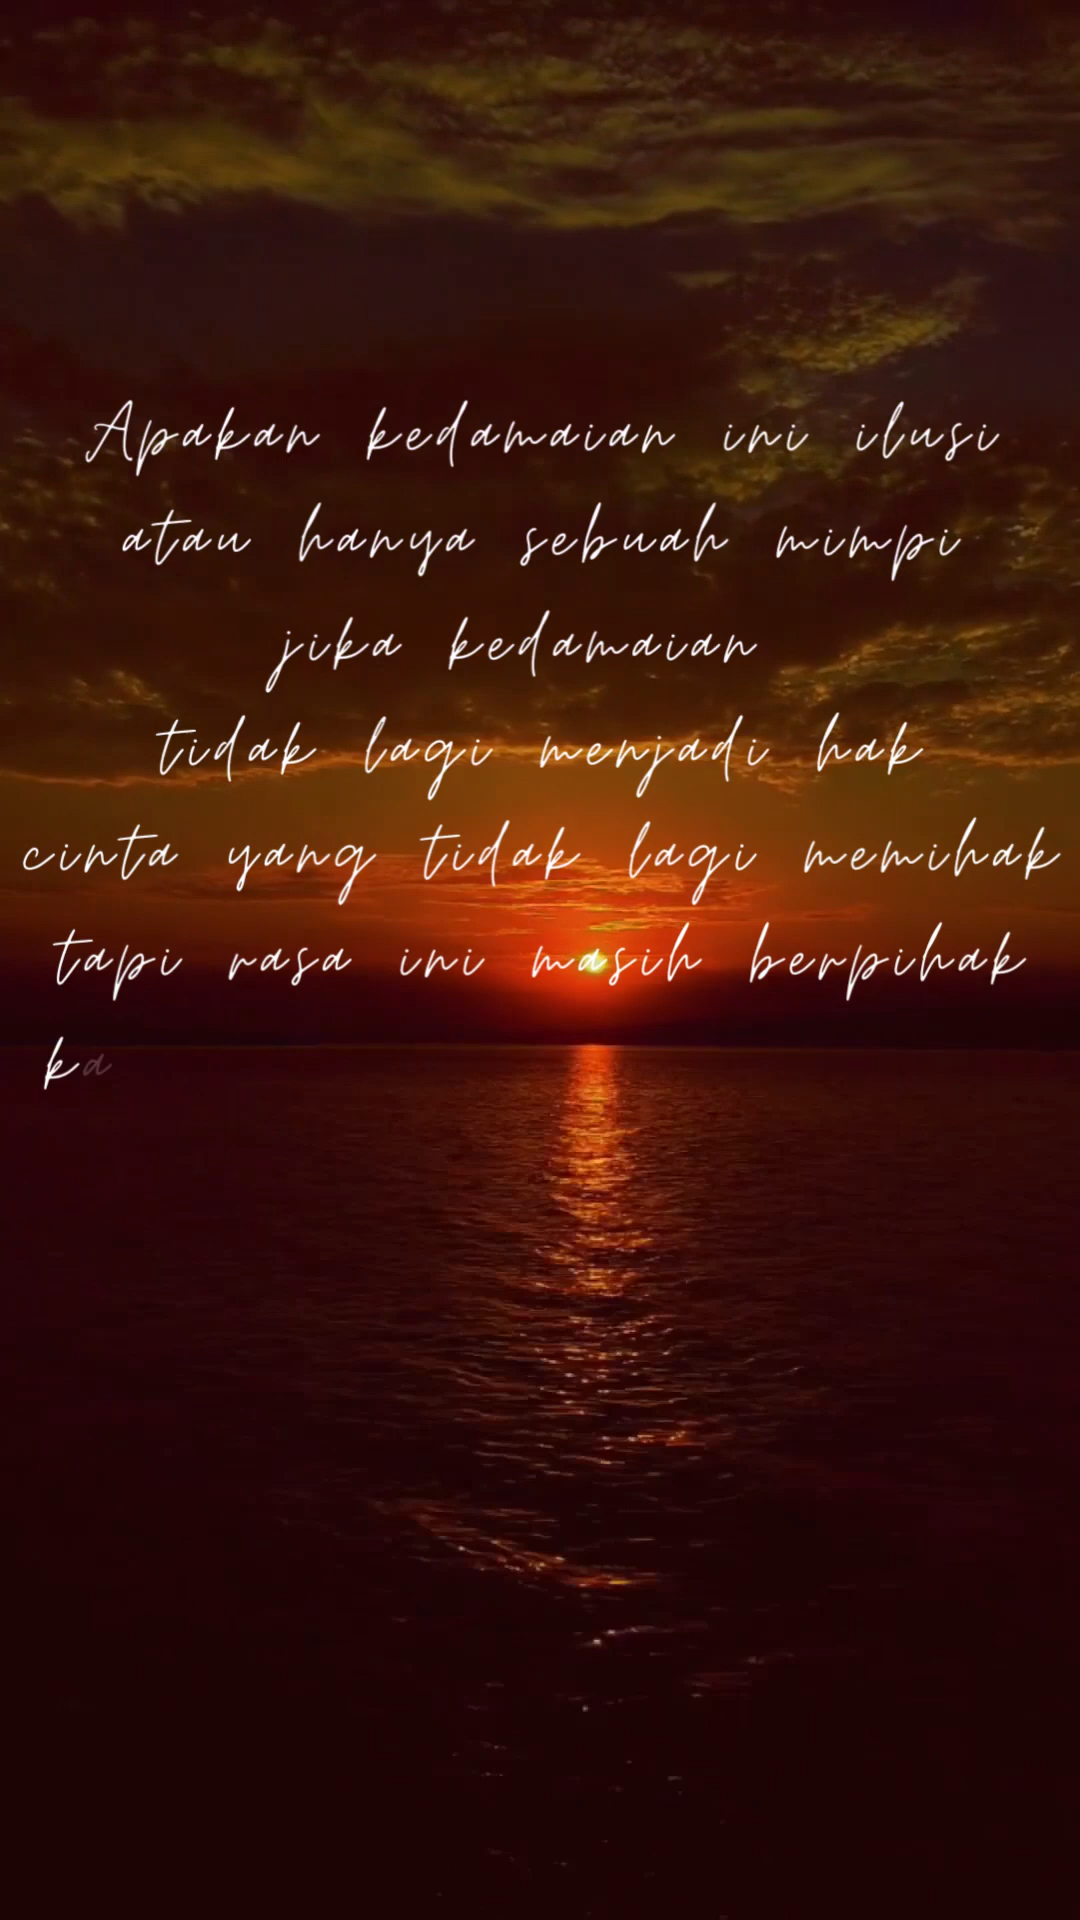 Apakan kedamaian ini ilusi
atau hanya sebuah mimpi
jika kedamaian
tidak lagi menjadi hak
cinta yang tidak lagi memihak
tapi rasa ini masih berpihak
ka